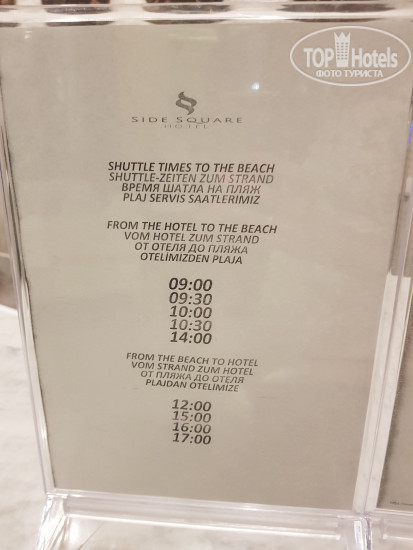 TOP Hotels
ФОТО ТУРИСТА
SIDE SQUARE
HOTEL
SHUTTLE TIMES TO THE BEACH
SHUTTLE-ZEITEN ZUM STRAND
ВРЕМЯ ШАТЛА НА ПЛЯЖ
PLAJ SERVIS SAATLERIMIZ
FROM THE HOTEL TO THE BEACH
VOM HOTEL ZUM STRAND
ОТ ОТЕЛЯ ДО ПЛЯЖА
OTELIMIZDEN PLAJA
09:00
09:30
10:00
10:30
14:00
FROM THE BEACH TO HOTEL
VOM STRAND ZUM HOTEL
ОТ ПЛЯЖА ДО ОТЕЛЯ
PLAJDAN OTELIMIZE
12:00
15:00
16:00
17:00